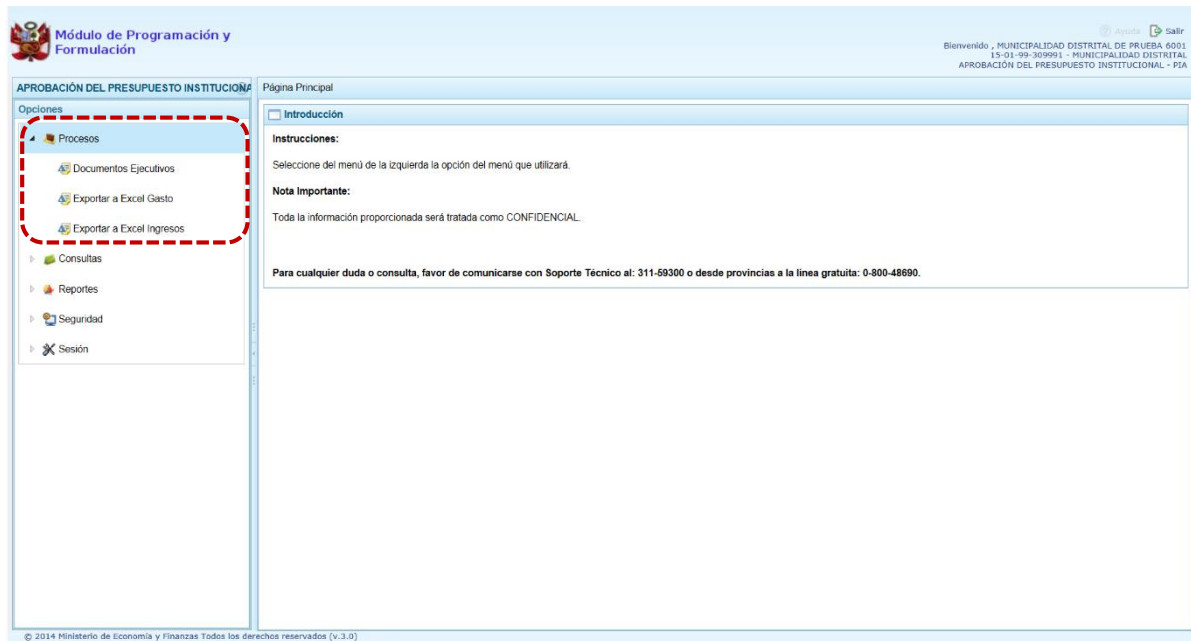 Módulo de Programación y
Formulación
Ayuda Salir
Bienvenido , MUNICIPALIDAD DISTRITAL DE PRUEBA 6001
15-01-99-309991 - MUNICIPALIDAD DISTRITAL
APROBACIÓN DEL PRESUPUESTO INSTITUCIONAL - PIA
APROBACIÓN DEL PRESUPUESTO INSTITUCIONA
Página Principal
Opciones
Procesos
Documentos Ejecutivos
Exportar a Excel Gasto
Exportar a Excel Ingresos
Consultas
Reportes
Seguridad
Sesión
Introducción
Instrucciones:
Seleccione del menú de la izquierda la opción del menú que utilizará.
Nota Importante:
Toda la información proporcionada será tratada como CONFIDENCIAL.
Para cualquier duda o consulta, favor de comunicarse con Soporte Técnico al: 311-59300 o desde provincias a la linea gratuita: 0-800-48690.
© 2014 Ministerio de Economía y Finanzas Todos los derechos reservados (v.3.0)